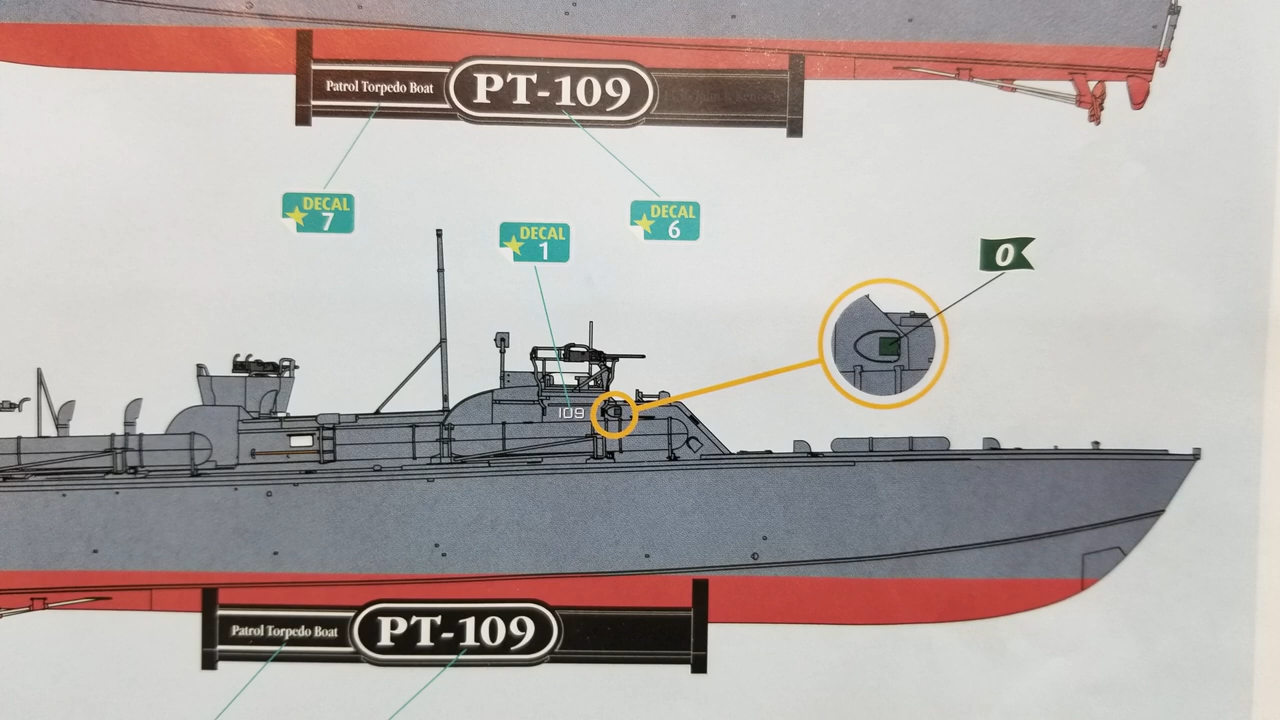 Patrol Torpedo Boat PT-109
DECAL 7
DECAL 1
DECAL 6
0
109
Patrol Torpedo Boat PT-109